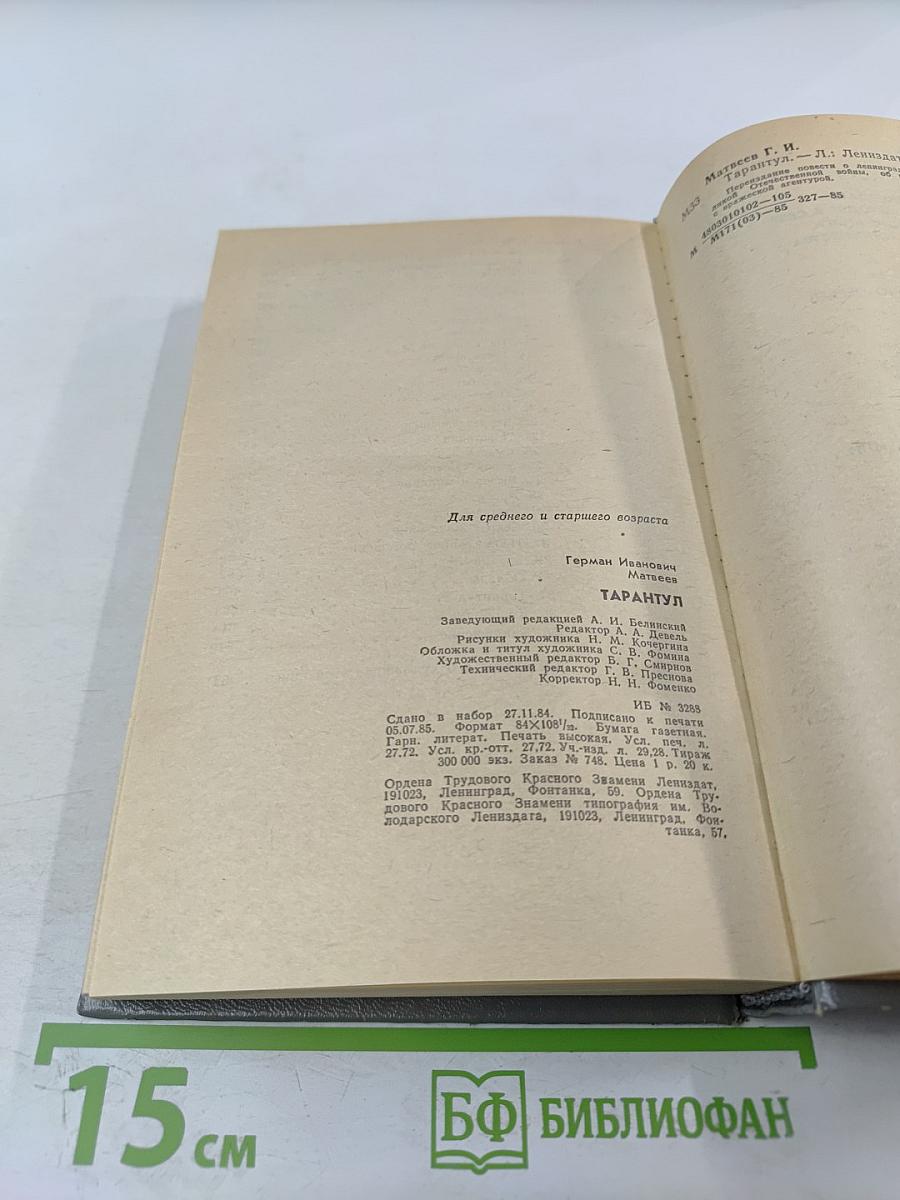 Для среднего и старшего возраста
Герман Иванович
Матвеев
ТАРАНТУЛ
Заведующий редакцией А. И. Белинский
Редактор А. А. Девель
Рисунки художника Н. М. Кочергина
Обложка и титул художника С. В. Фомина
Художественный редактор Б. Г. Смирнов
Технический редактор Г. В. Преснова
Корректор Н. Н. Фоменко
ИБ № 3288
Сдано в набор 27.11.84. Подписано к печати
05.07.85. Формат 84×108¹/₃₂. Бумага газетная.
Гарн. литерат. Печать высокая. Усл. печ. л.
27.72. Усл. кр.-отт. 27,72. Уч.-изд. л. 29,28. Тираж
300 000 экз. Заказ № 748. Цена 1 р. 20 к.
Ордена Трудового Красного Знамени Лениздат,
191023, Ленинград, Фонтанка, 59. Ордена Тру-
дового Красного Знамени типография им. Во-
лодарского Лениздата, 191023, Ленинград, Фон-
танка, 57.
Матвеев Г. И.
М33 Тарантул. — Л.: Лениздат
Переиздание повести о
ликой Отечественной войны, об
с вражеской агентурой.
М 4803010102—105
М171(03)—85 327—85
15 см
БФ БИБЛИОФАН